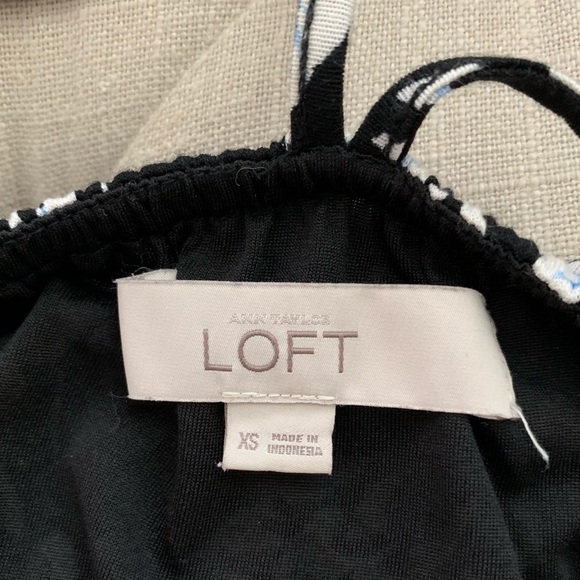 ANN TAYLOR
LOFT
XS
MADE IN
INDONESIA